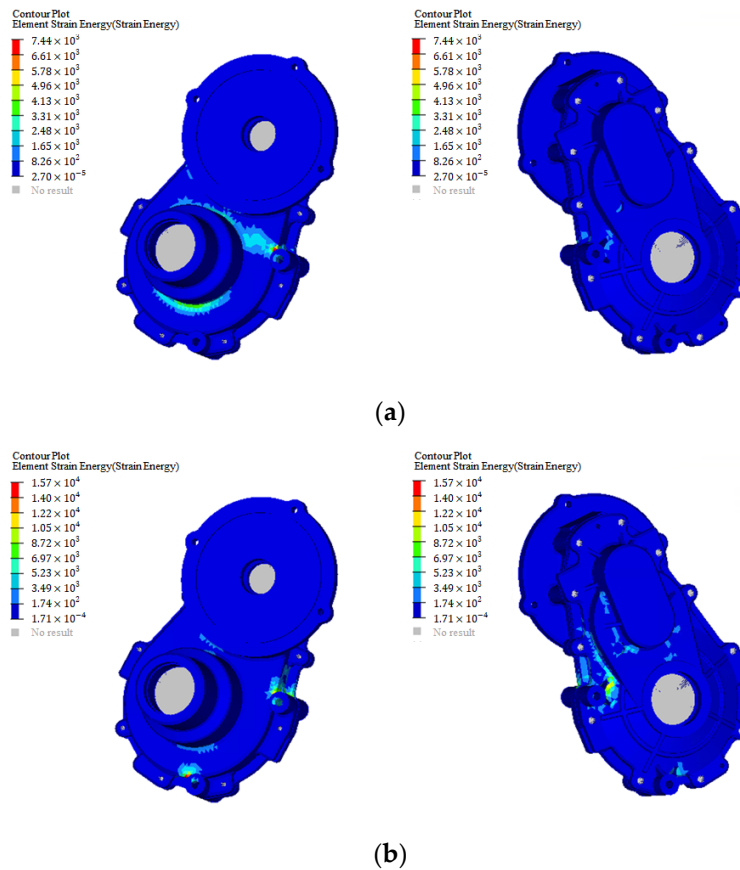 Contour Plot
Element Strain Energy(Strain Energy)
7.44 × 10³
6.61 × 10³
5.78 × 10³
4.96 × 10³
4.13 × 10³
3.31 × 10³
2.48 × 10³
1.65 × 10³
8.26 × 10²
2.70 × 10⁻⁵
No result
Contour Plot
Element Strain Energy(Strain Energy)
7.44 × 10³
6.61 × 10³
5.78 × 10³
4.96 × 10³
4.13 × 10³
3.31 × 10³
2.48 × 10³
1.65 × 10³
8.26 × 10²
2.70 × 10⁻⁵
No result
(a)
Contour Plot
Element Strain Energy(Strain Energy)
1.57 × 10⁴
1.40 × 10⁴
1.22 × 10⁴
1.05 × 10⁴
8.72 × 10³
6.97 × 10³
5.23 × 10³
3.49 × 10³
1.74 × 10²
1.71 × 10⁻⁴
No result
Contour Plot
Element Strain Energy(Strain Energy)
1.57 × 10⁴
1.40 × 10⁴
1.22 × 10⁴
1.05 × 10⁴
8.72 × 10³
6.97 × 10³
5.23 × 10³
3.49 × 10³
1.74 × 10²
1.71 × 10⁻⁴
No result
(b)